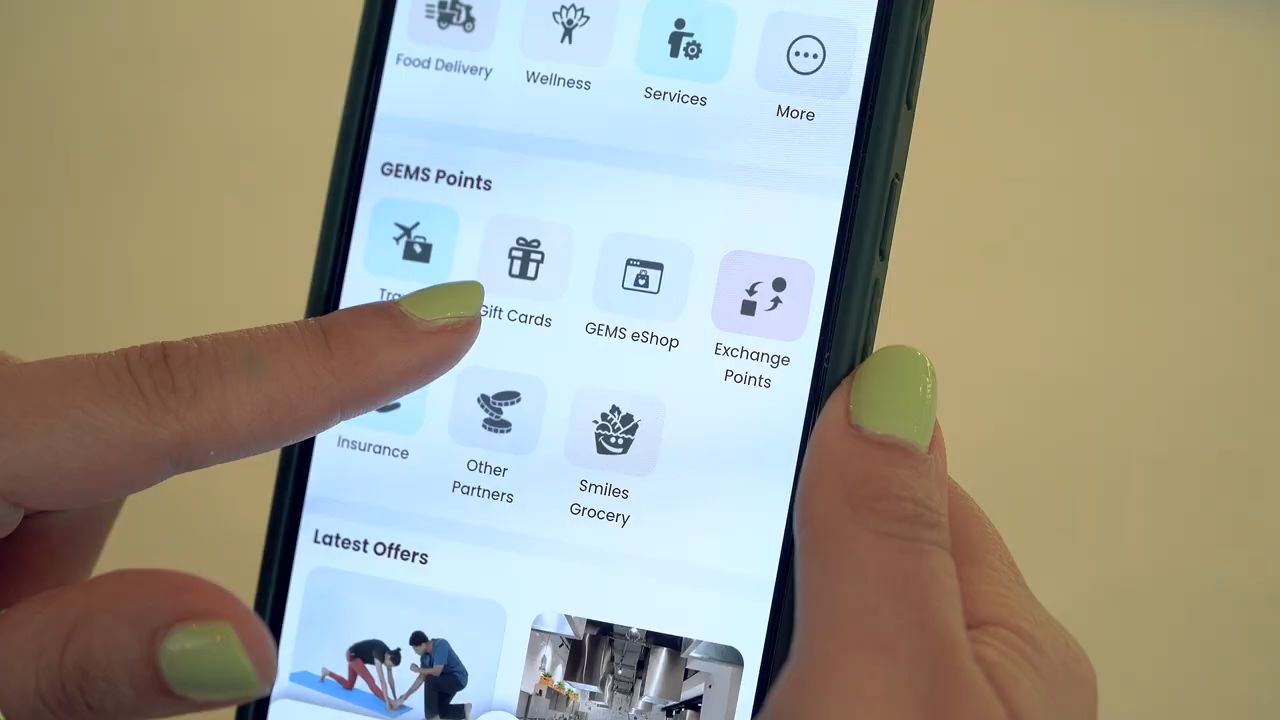 Food Delivery
Wellness
Services
More
GEMS Points
Gift Cards
GEMS eShop
Exchange
Points
Insurance
Other
Partners
Smiles
Grocery
Latest Offers